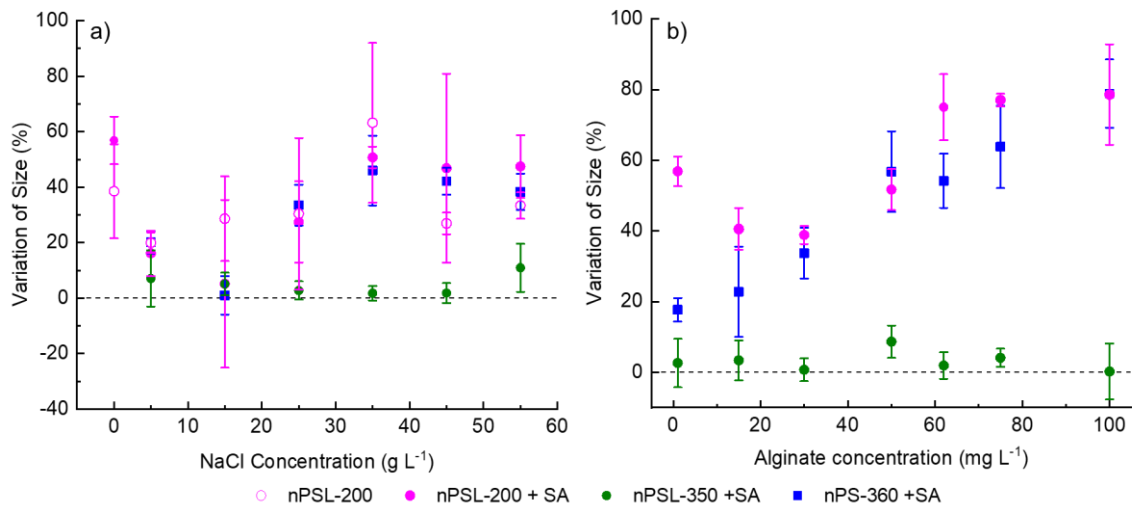 a)
100
80
60
40
20
0
-20
-40
Variation of Size (%)
0 10 20 30 40 50 60
NaCl Concentration (g L⁻¹)
b)
100
80
60
40
20
0
Variation of Size (%)
0 20 40 60 80 100
Alginate concentration (mg L⁻¹)
nPSL-200 nPSL-200 + SA nPSL-350 +SA nPS-360 +SA